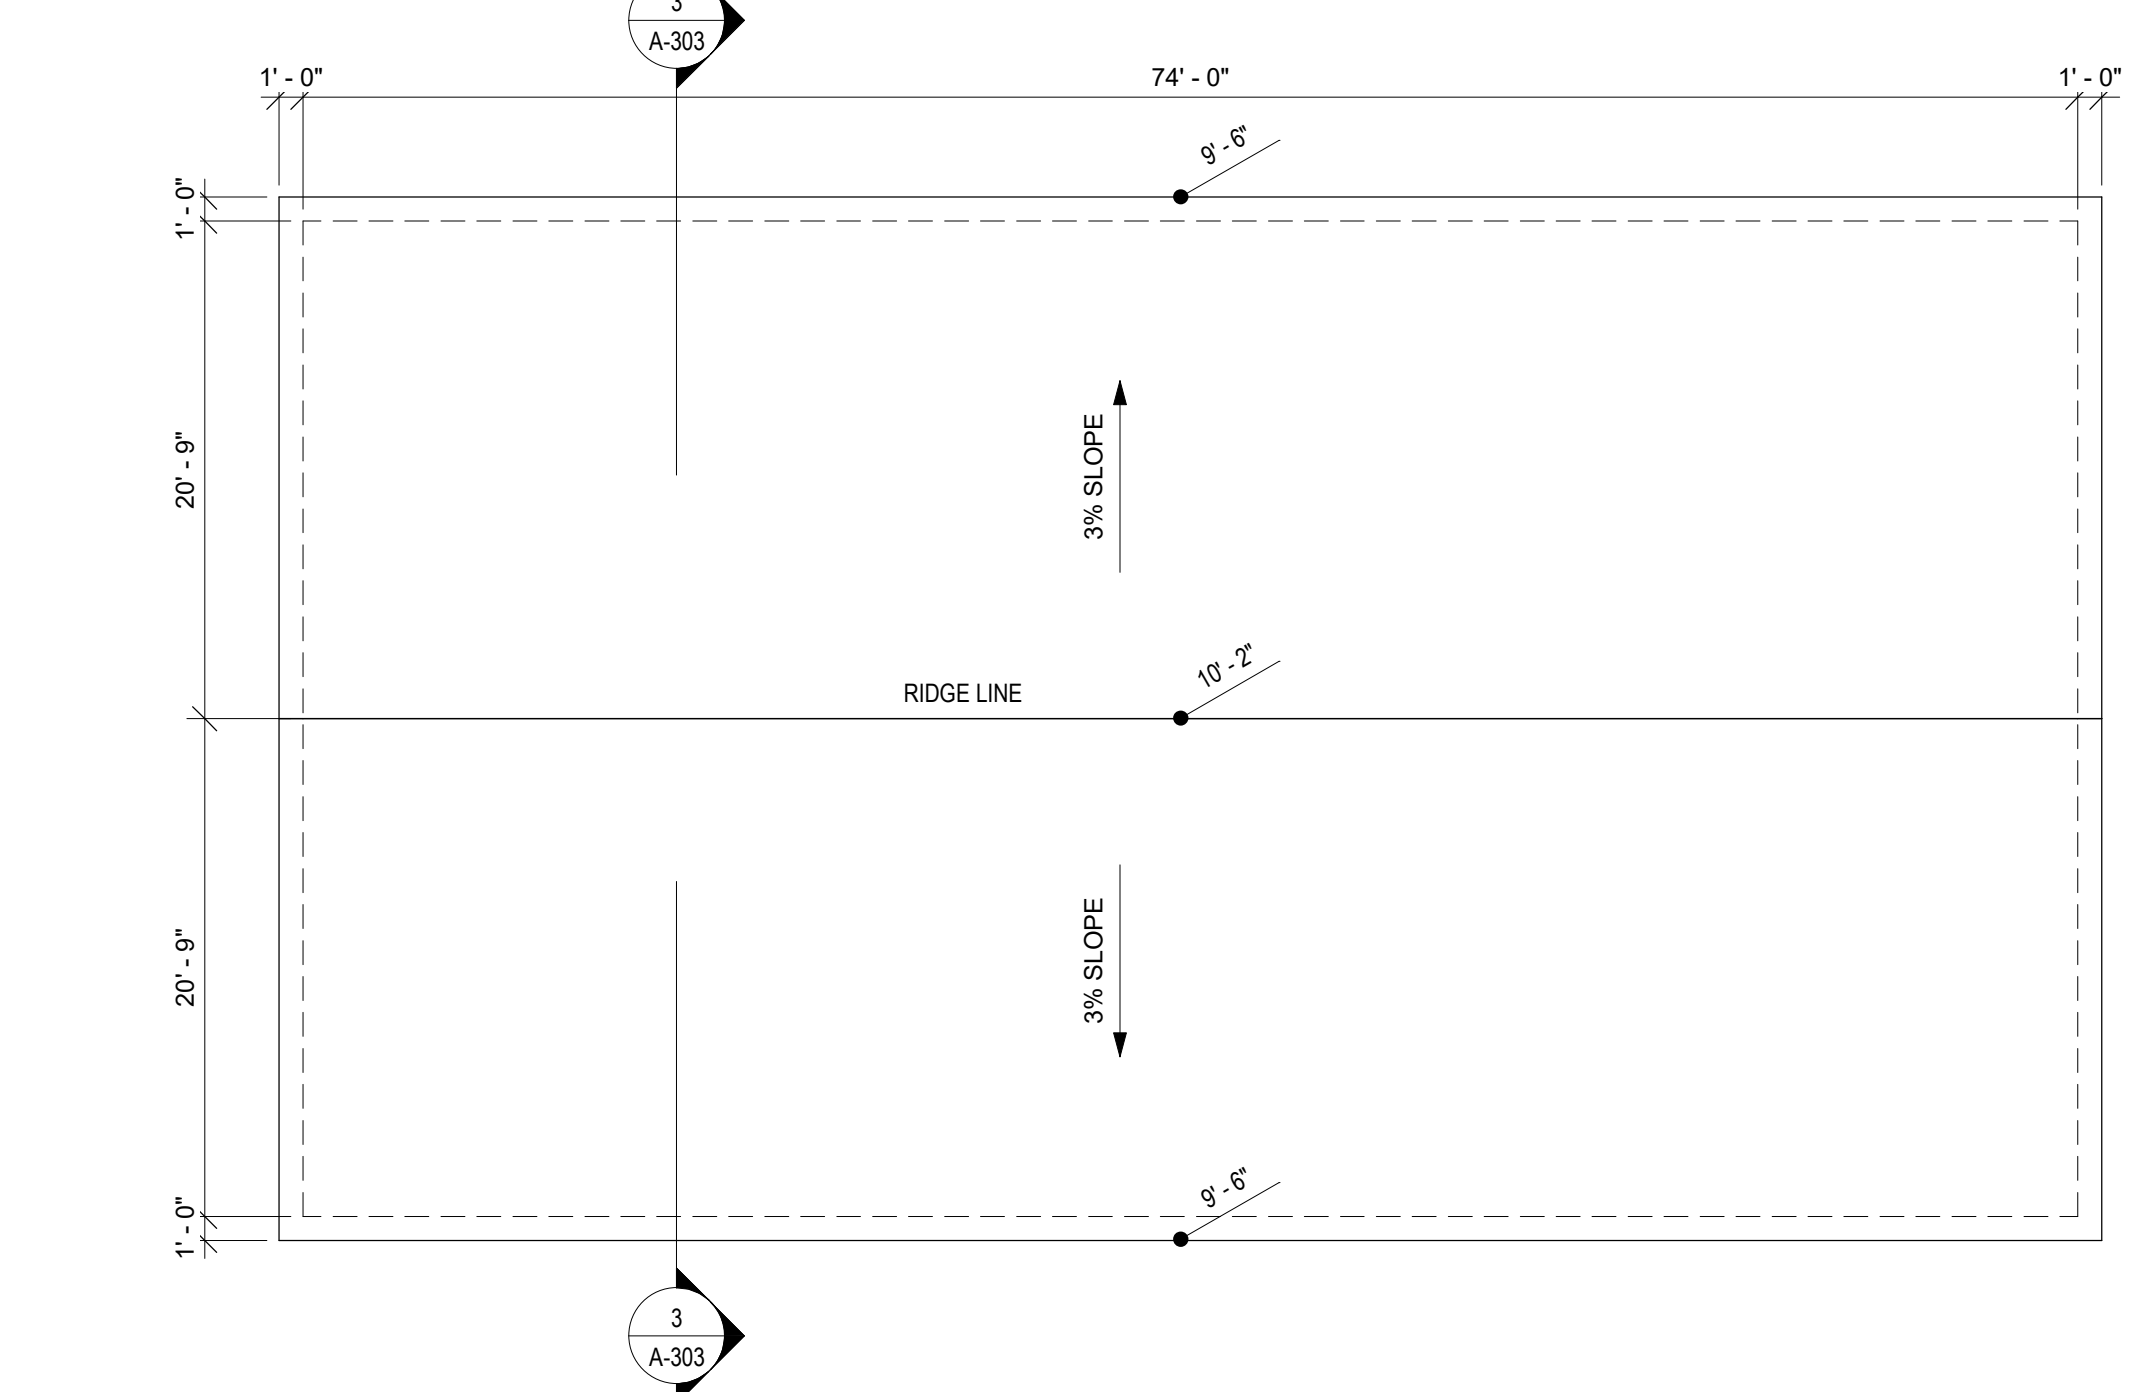 3
A-303
1' - 0"
74' - 0"
1' - 0"
9' - 6"
1' - 0"
20' - 9"
3% SLOPE
10' - 2"
RIDGE LINE
20' - 9"
3% SLOPE
9' - 6"
1' - 0"
3
A-303